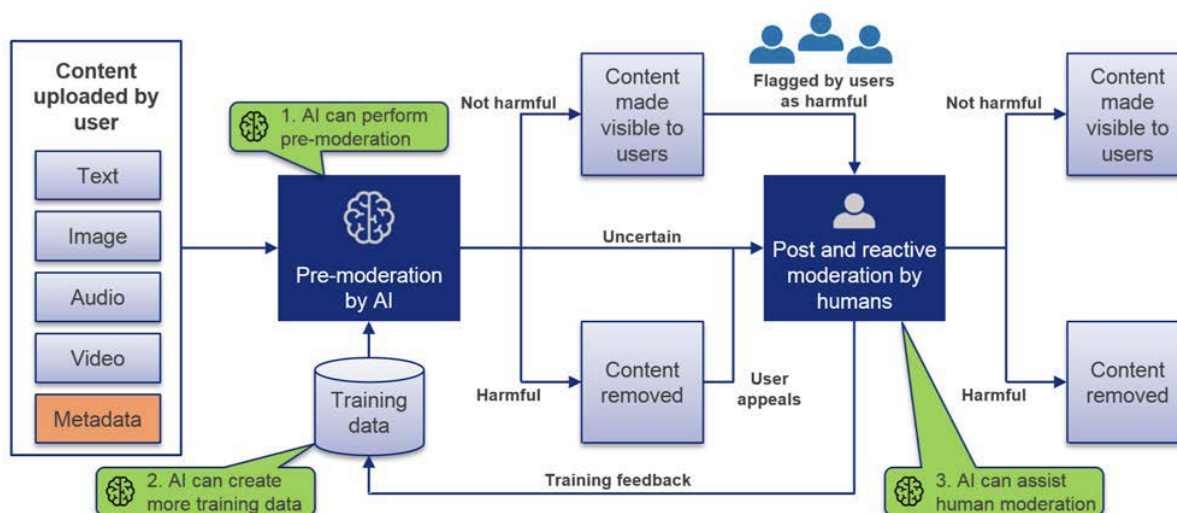 Content
uploaded by
user
Text
Image
Audio
Video
Metadata
1. AI can perform
pre-moderation
Pre-moderation
by AI
Training
data
2. AI can create
more training data
Not harmful
Content
made
visible to
users
Flagged by users
as harmful
Uncertain
Harmful
Content
removed
User
appeals
Post and reactive
moderation by
humans
Training feedback
3. AI can assist
human moderation
Not harmful
Content
made
visible to
users
Harmful
Content
removed